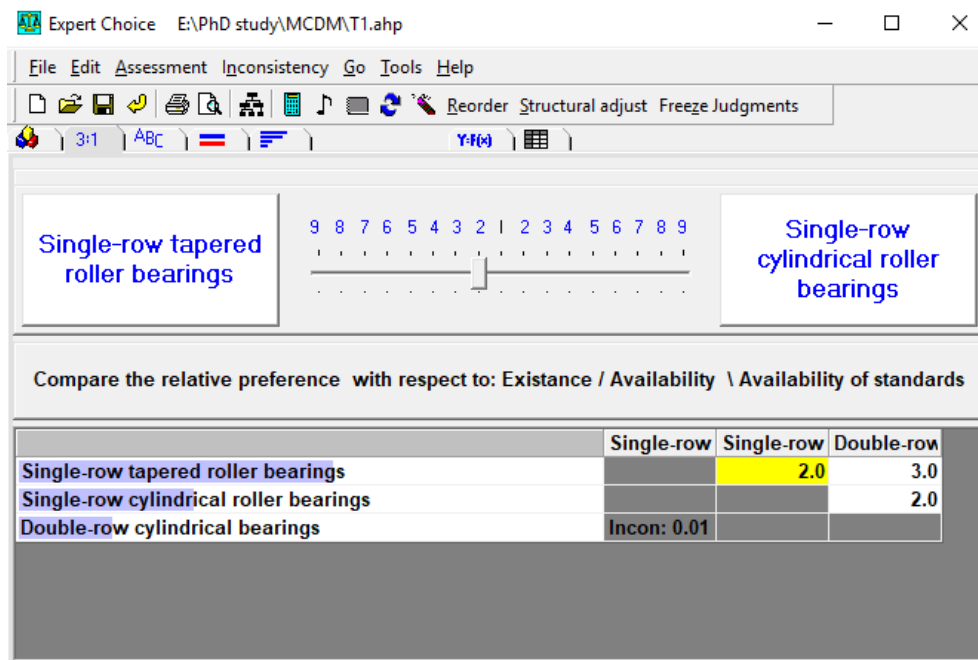 Expert Choice E:\PhD study\MCDM\T1.ahp
File Edit Assessment Inconsistency Go Tools Help
Reorder Structural adjust Freeze Judgments
3:1 ABC Y=F(x)
9 8 7 6 5 4 3 2 1 2 3 4 5 6 7 8 9
Single-row tapered
roller bearings
Single-row
cylindrical roller
bearings
Compare the relative preference with respect to: Existance / Availability \ Availability of standards
Single-row Single-row Double-row
Single-row tapered roller bearings 2.0 3.0
Single-row cylindrical roller bearings 2.0
Double-row cylindrical bearings Incon: 0.01